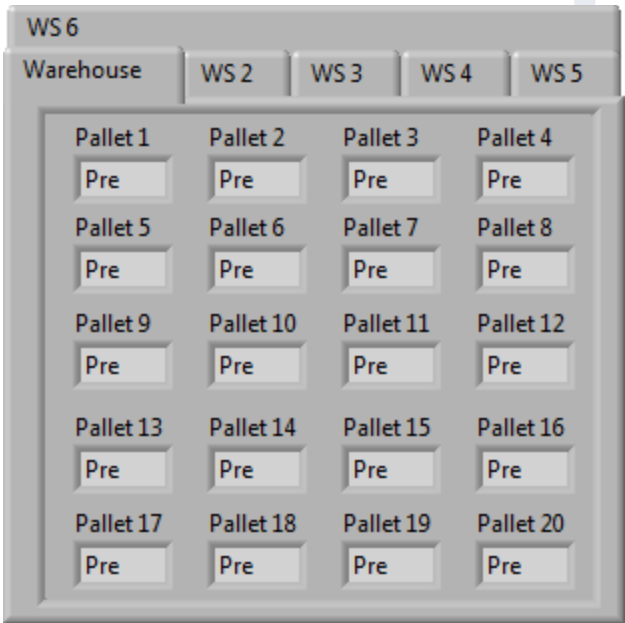 WS 6
Warehouse WS 2 WS 3 WS 4 WS 5
Pallet 1 Pallet 2 Pallet 3 Pallet 4
Pre Pre Pre Pre
Pallet 5 Pallet 6 Pallet 7 Pallet 8
Pre Pre Pre Pre
Pallet 9 Pallet 10 Pallet 11 Pallet 12
Pre Pre Pre Pre
Pallet 13 Pallet 14 Pallet 15 Pallet 16
Pre Pre Pre Pre
Pallet 17 Pallet 18 Pallet 19 Pallet 20
Pre Pre Pre Pre